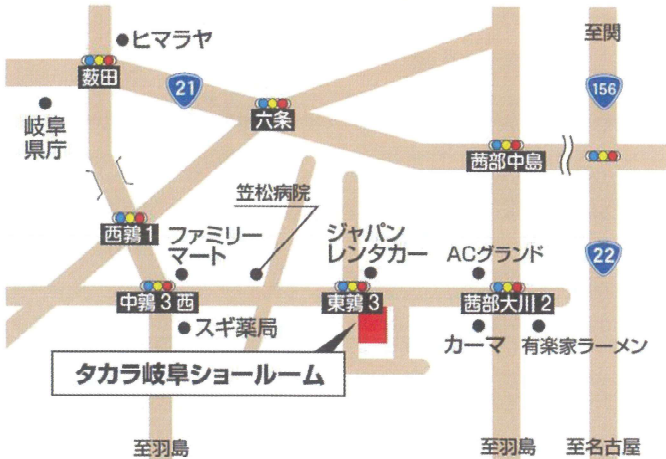 至関
ヒマラヤ
薮田
21
156
六条
岐阜
県庁
茜部中島
笠松病院
西鶉1
ファミリー
マート
ジャパン
レンタカー
ACグランド
22
中鶉3西
東鶉3
茜部大川2
スギ薬局
カーマ
有楽家ラーメン
タカラ岐阜ショールーム
至羽島
至羽島
至名古屋